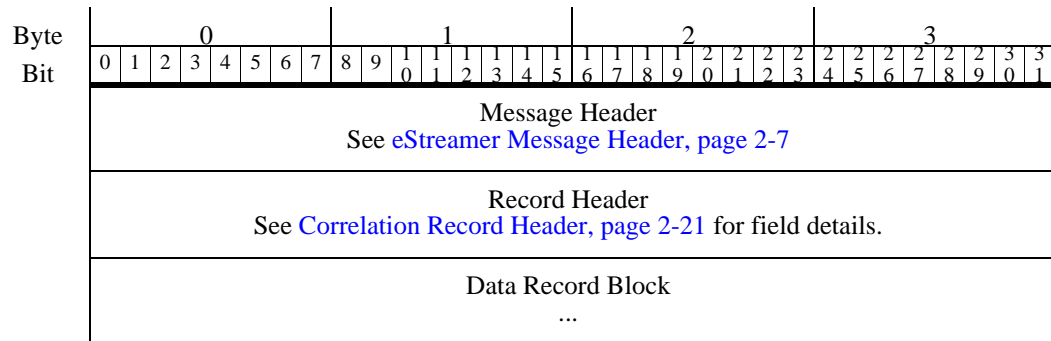 Byte 0 1 2 3
Bit 0 1 2 3 4 5 6 7 8 9 10 11 12 13 14 15 16 17 18 19 20 21 22 23 24 25 26 27 28 29 30 31
Message Header
See eStreamer Message Header, page 2-7
Record Header
See Correlation Record Header, page 2-21 for field details.
Data Record Block
...